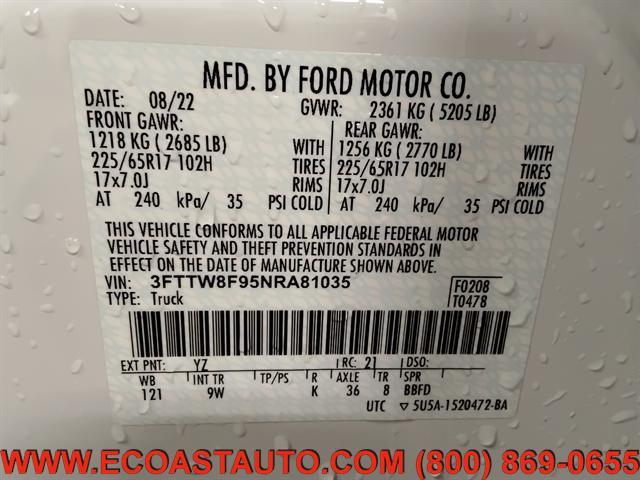 MFD. BY FORD MOTOR CO.
DATE: 08/22 GVWR: 2361 KG ( 5205 LB)
FRONT GAWR: REAR GAWR:
1218 KG ( 2685 LB) WITH 1256 KG ( 2770 LB) WITH
225/65R17 102H TIRES 225/65R17 102H TIRES
17x7.0J RIMS 17x7.0J RIMS
AT 240 kPa/ 35 PSI COLD AT 240 kPa/ 35 PSI COLD
THIS VEHICLE CONFORMS TO ALL APPLICABLE FEDERAL MOTOR
VEHICLE SAFETY AND THEFT PREVENTION STANDARDS IN
EFFECT ON THE DATE OF MANUFACTURE SHOWN ABOVE.
VIN: 3FTTW8F95NRA81035 F0208
TYPE: Truck T0478
EXT PNT: YZ RC: 21 DSO:
WB INT TR TP/PS R AXLE TR SPR
121 9W K 36 8 BBFD
UTC ▽ 5U5A-1520472-BA
WWW.ECOASTAUTO.COM (800) 869-0655